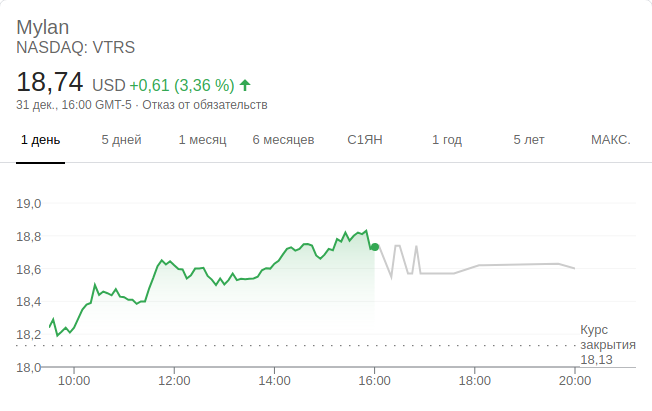 Mylan
NASDAQ: VTRS
18,74 USD +0,61 (3,36 %) ↑
31 дек., 16:00 GMT-5 · Отказ от обязательств
1 день 5 дней 1 месяц 6 месяцев С1ЯН 1 год 5 лет МАКС.
19,0
18,8
18,6
18,4
18,2
Курс
закрытия
18,13
18,0
10:00 12:00 14:00 16:00 18:00 20:00